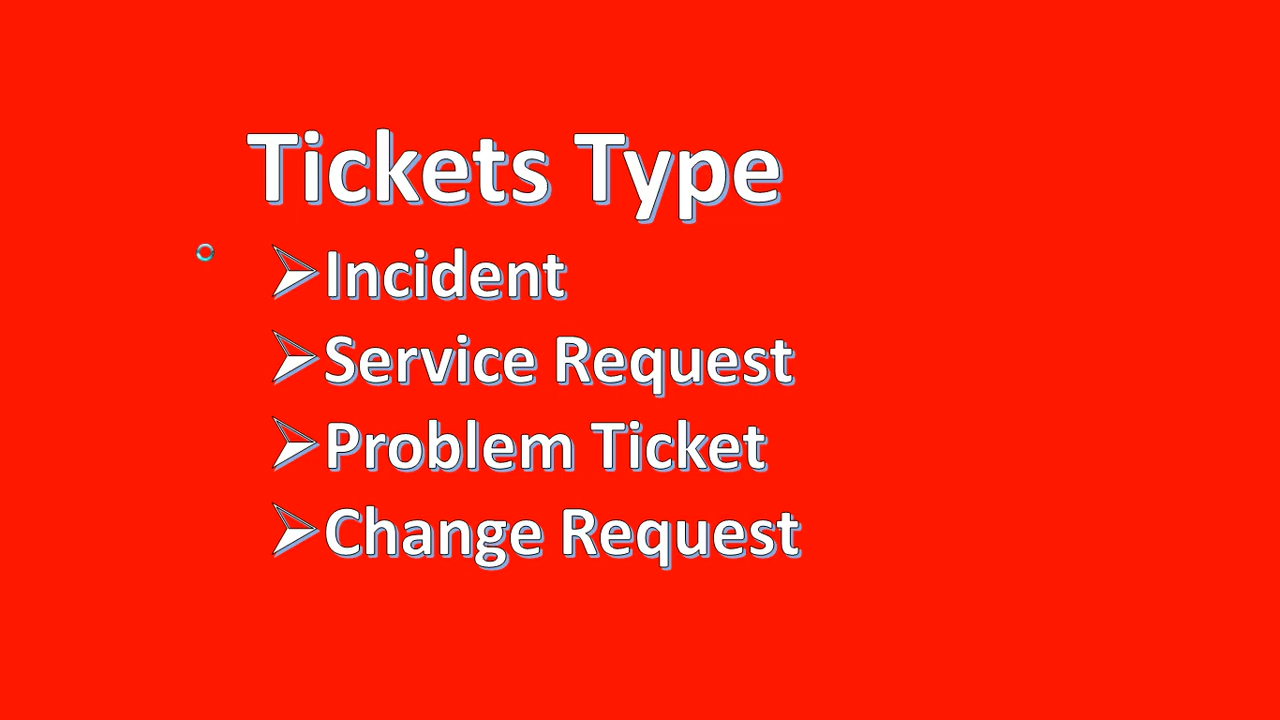 Tickets Type
Incident
Service Request
Problem Ticket
Change Request